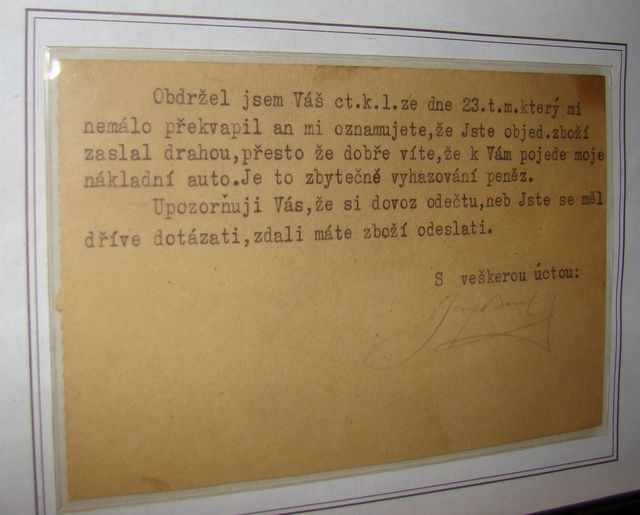 Obdržel jsem Váš ct.k.l.ze dne 23.t.m.který mi
nemálo překvapil an mi oznamujete,že Jste objed.zboží
zaslal drahou,přesto že dobře víte,že k Vám pojede moje
nákladní auto.Je to zbytečné vyhazování peněz.
Upozorňuji Vás,že si dovoz odečtu,neb Jste se měl
dříve dotázati,zdali máte zboží odeslati.
S veškerou úctou: